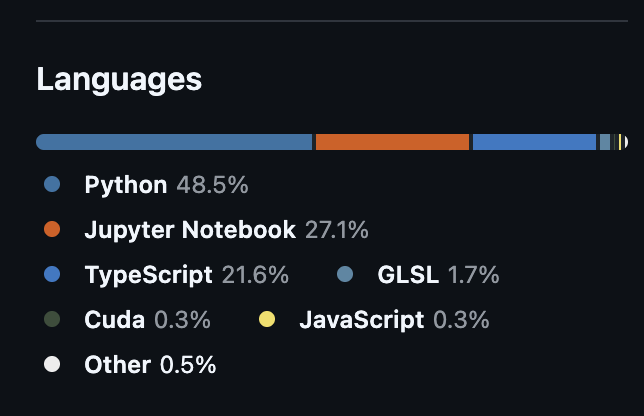 Languages
Python 48.5%
Jupyter Notebook 27.1%
TypeScript 21.6% GLSL 1.7%
Cuda 0.3% JavaScript 0.3%
Other 0.5%